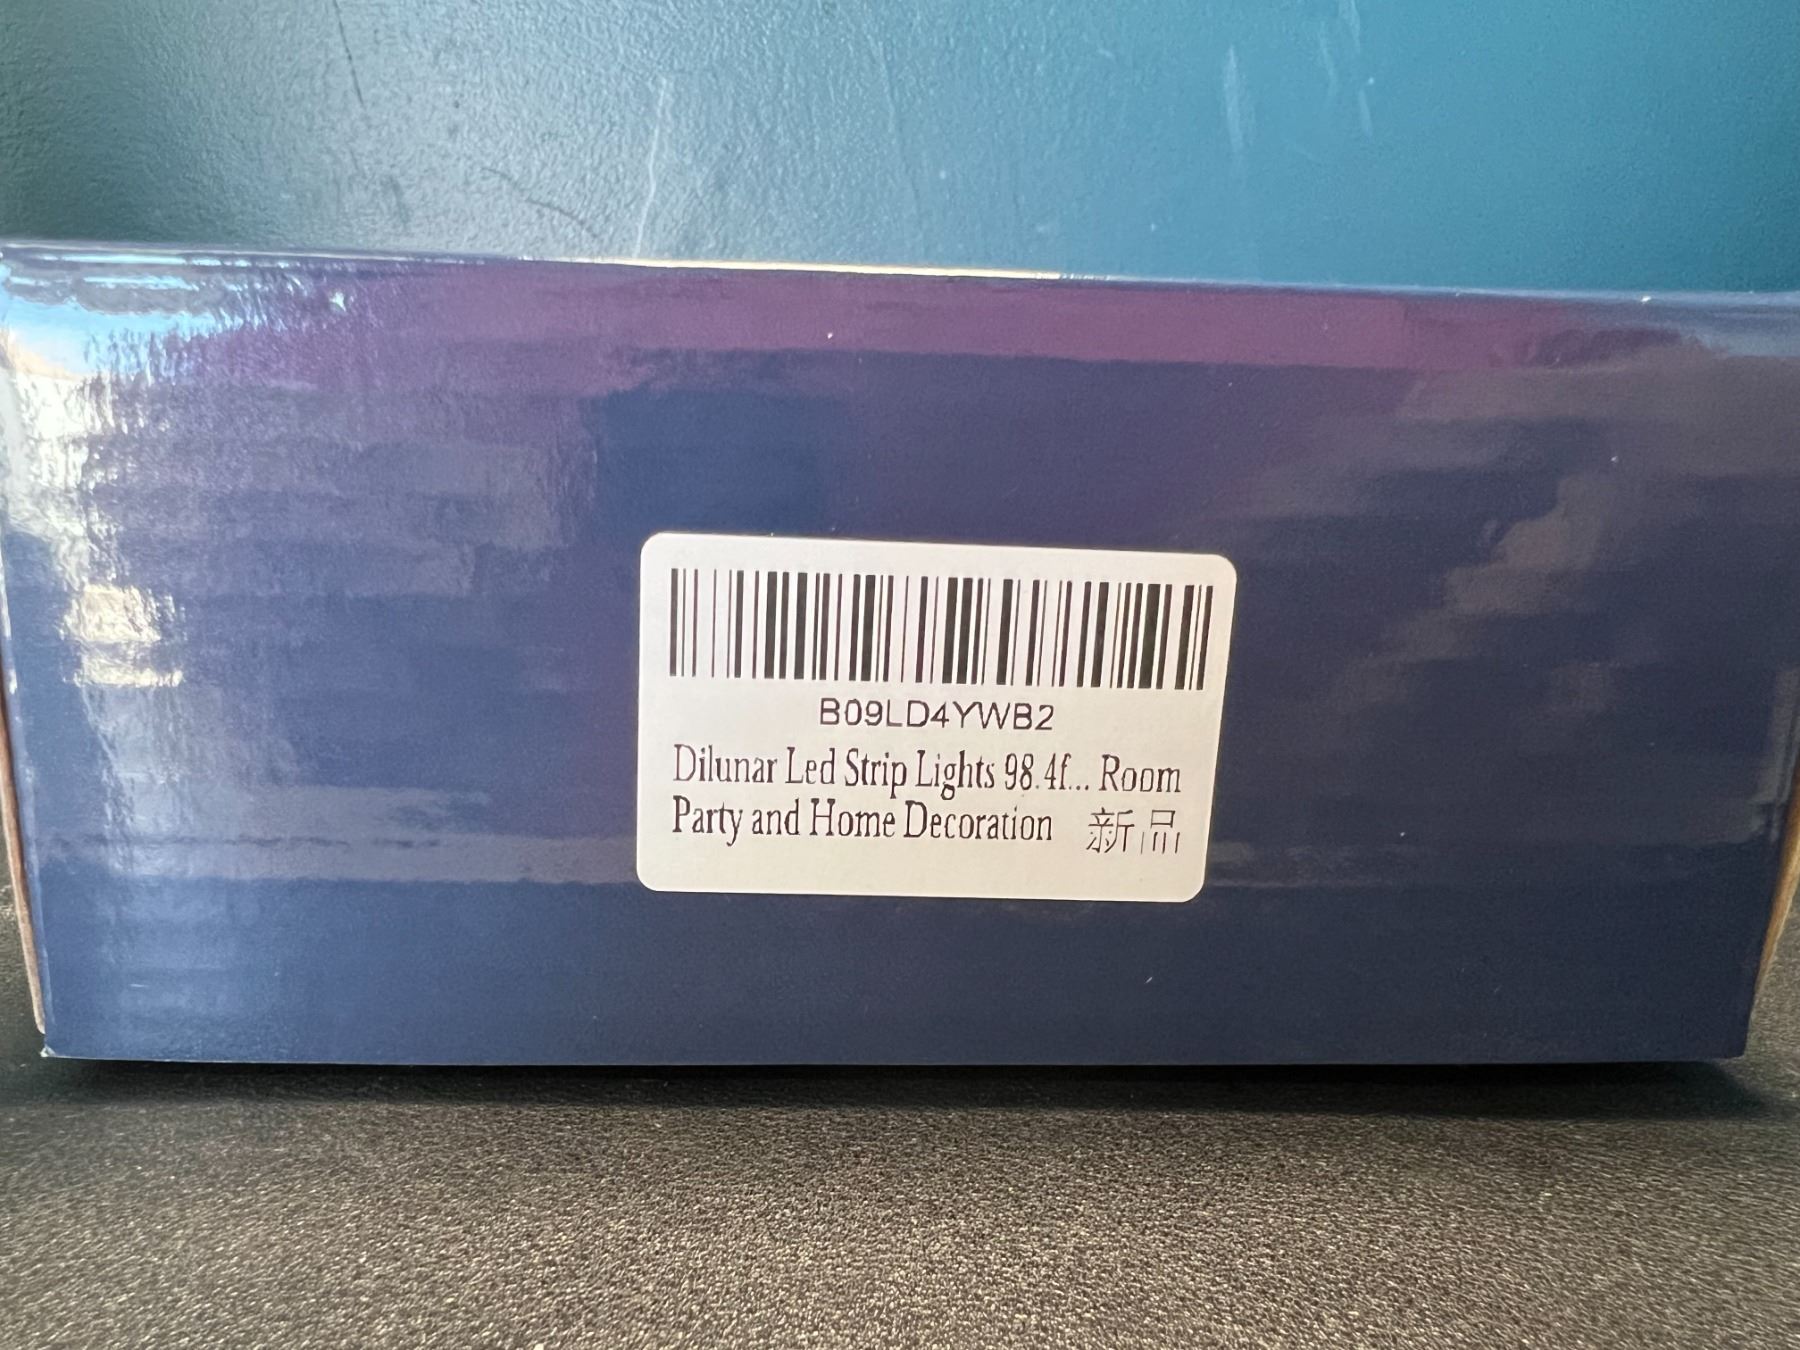 B09LD4YWB2
Dilunar Led Strip Lights 98.4f... Room
Party and Home Decoration 新品